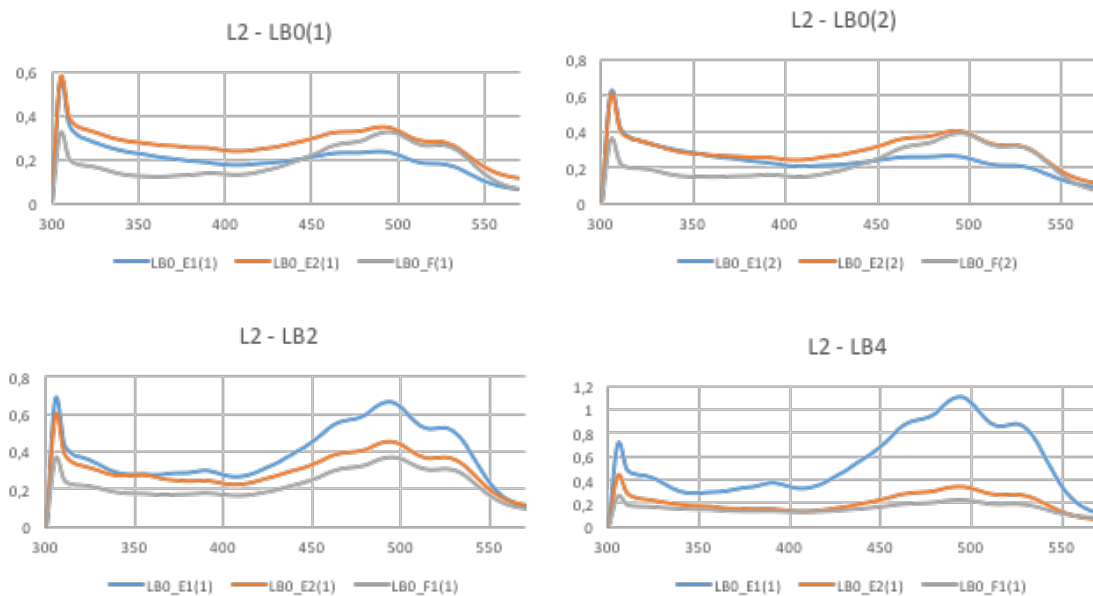 L2 - LB0(1)
0,6
0,4
0,2
0
300 350 400 450 500 550
LB0_E1(1) LB0_E2(1) LB0_F(1)
L2 - LB0(2)
0,8
0,6
0,4
0,2
0
300 350 400 450 500 550
LB0_E1(2) LB0_E2(2) LB0_F(2)
L2 - LB2
0,8
0,6
0,4
0,2
0
300 350 400 450 500 550
LB0_E1(1) LB0_E2(1) LB0_F1(1)
L2 - LB4
1,2
1
0,8
0,6
0,4
0,2
0
300 350 400 450 500 550
LB0_E1(1) LB0_E2(1) LB0_F1(1)